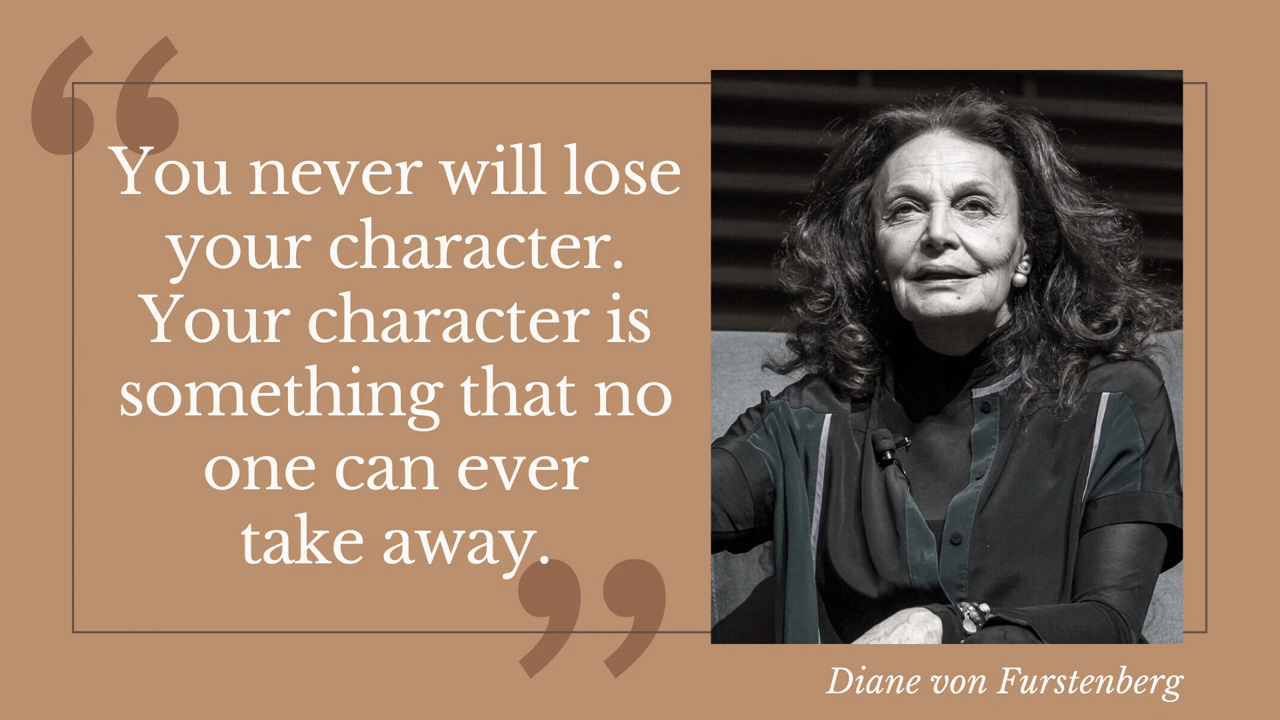 You never will lose
your character.
Your character is
something that no
one can ever
take away.
Diane von Furstenberg